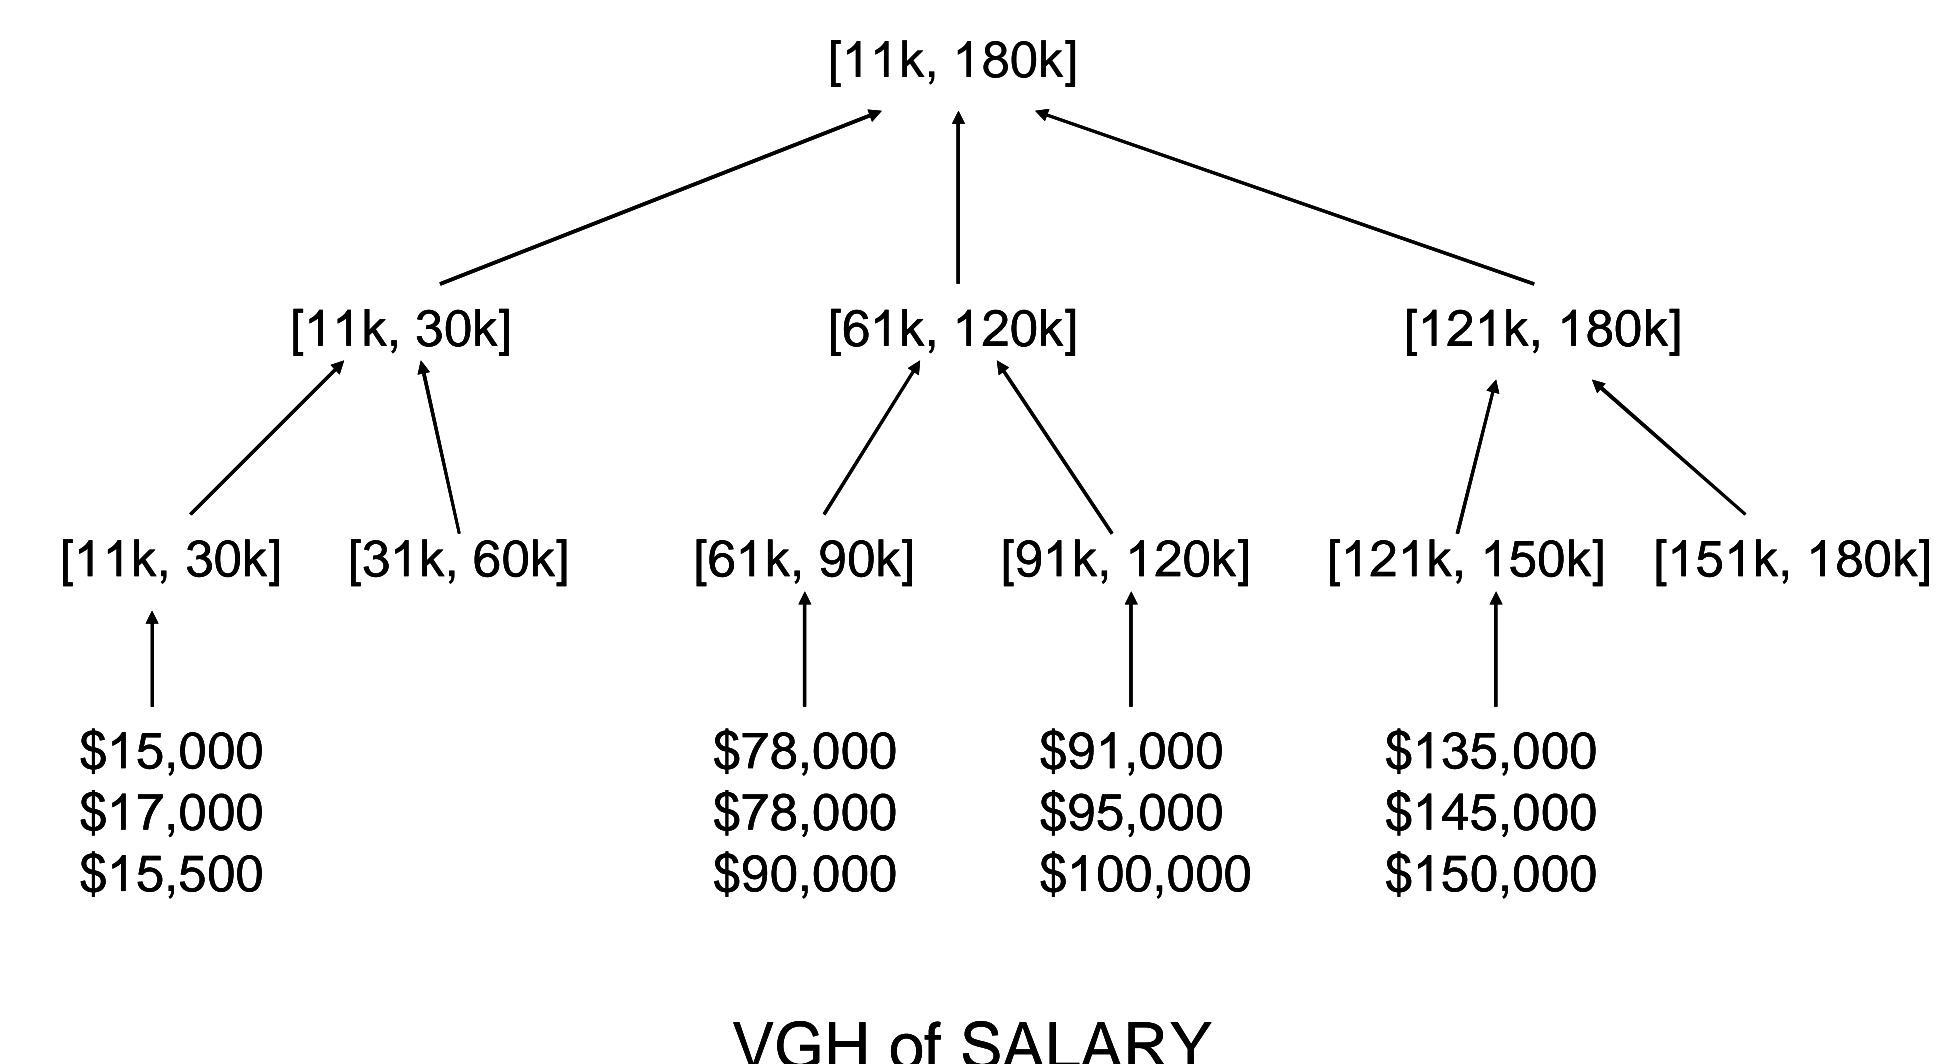 [11k, 180k]
[11k, 30k] [61k, 120k] [121k, 180k]
[11k, 30k] [31k, 60k] [61k, 90k] [91k, 120k] [121k, 150k] [151k, 180k]
$15,000 $78,000 $91,000 $135,000
$17,000 $78,000 $95,000 $145,000
$15,500 $90,000 $100,000 $150,000
VGH of SALARY